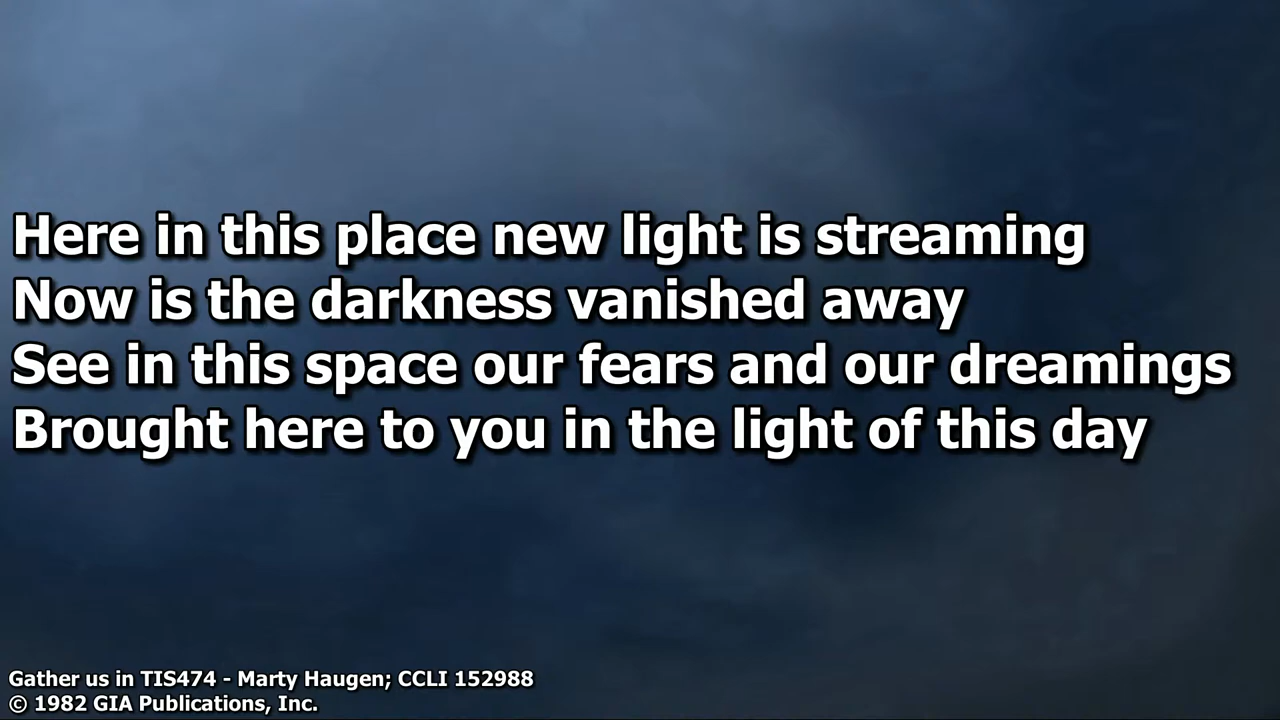 Here in this place new light is streaming
Now is the darkness vanished away
See in this space our fears and our dreamings
Brought here to you in the light of this day
Gather us in TIS474 - Marty Haugen; CCLI 152988
© 1982 GIA Publications, Inc.